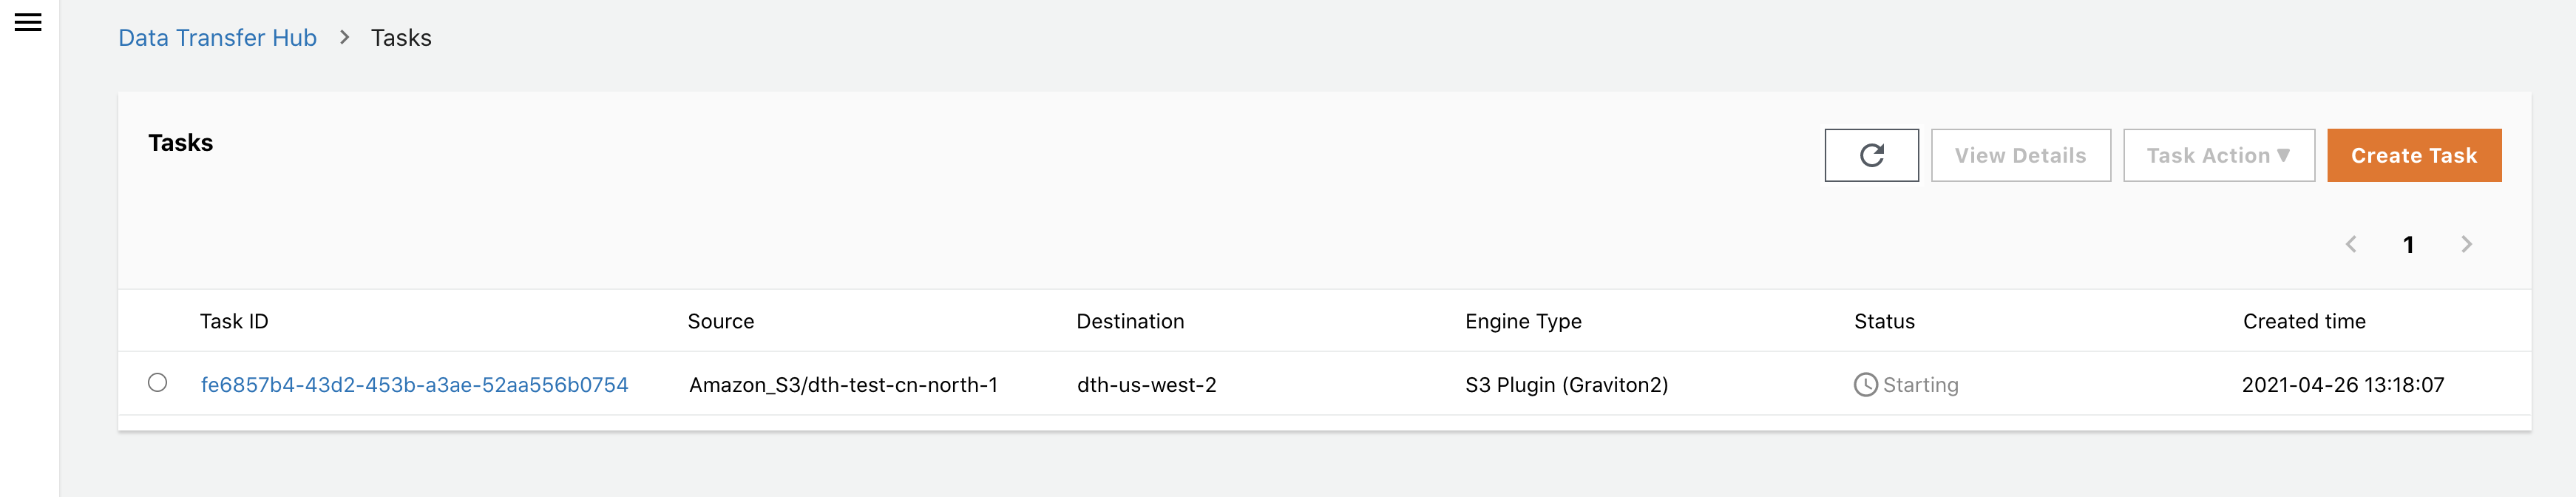 Data Transfer Hub > Tasks
Tasks
View Details
Task Action ▼
Create Task
< 1 >
Task ID Source Destination Engine Type Status Created time
fe6857b4-43d2-453b-a3ae-52aa556b0754 Amazon_S3/dth-test-cn-north-1 dth-us-west-2 S3 Plugin (Graviton2) Starting 2021-04-26 13:18:07